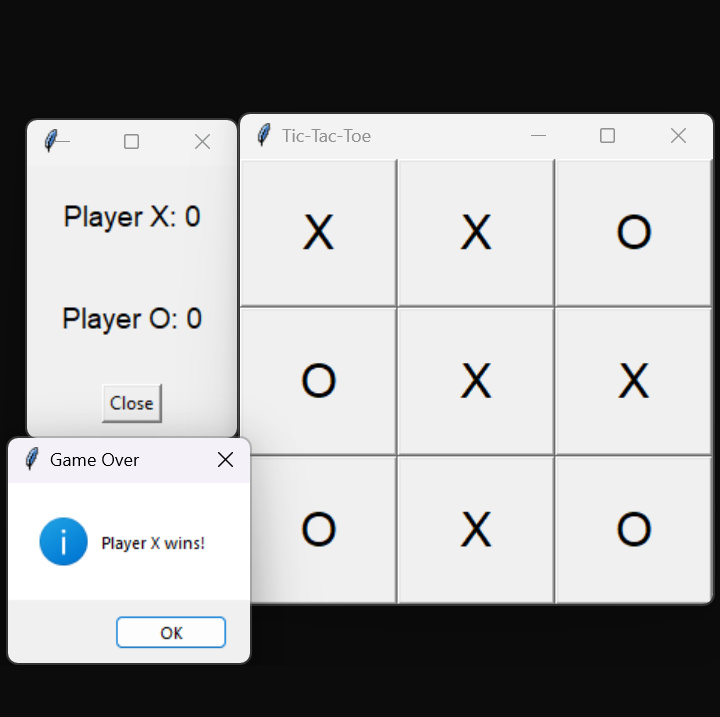 Tic-Tac-Toe
Player X: 0
Player O: 0
Close
X X O
O X X
O X O
Game Over
Player X wins!
OK